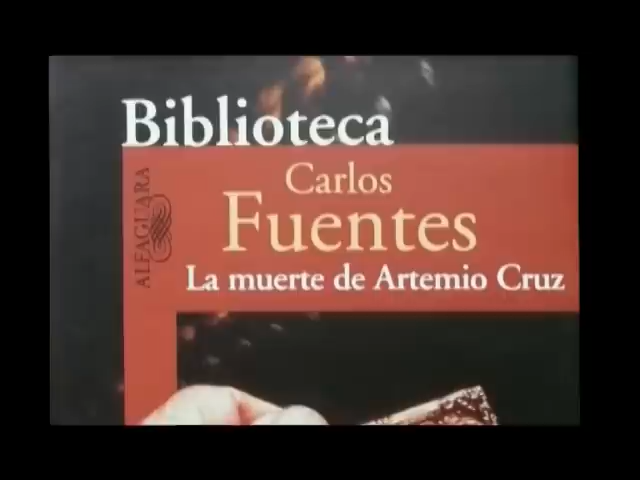 Biblioteca
ALFAGUARA
Carlos
Fuentes
La muerte de Artemio Cruz